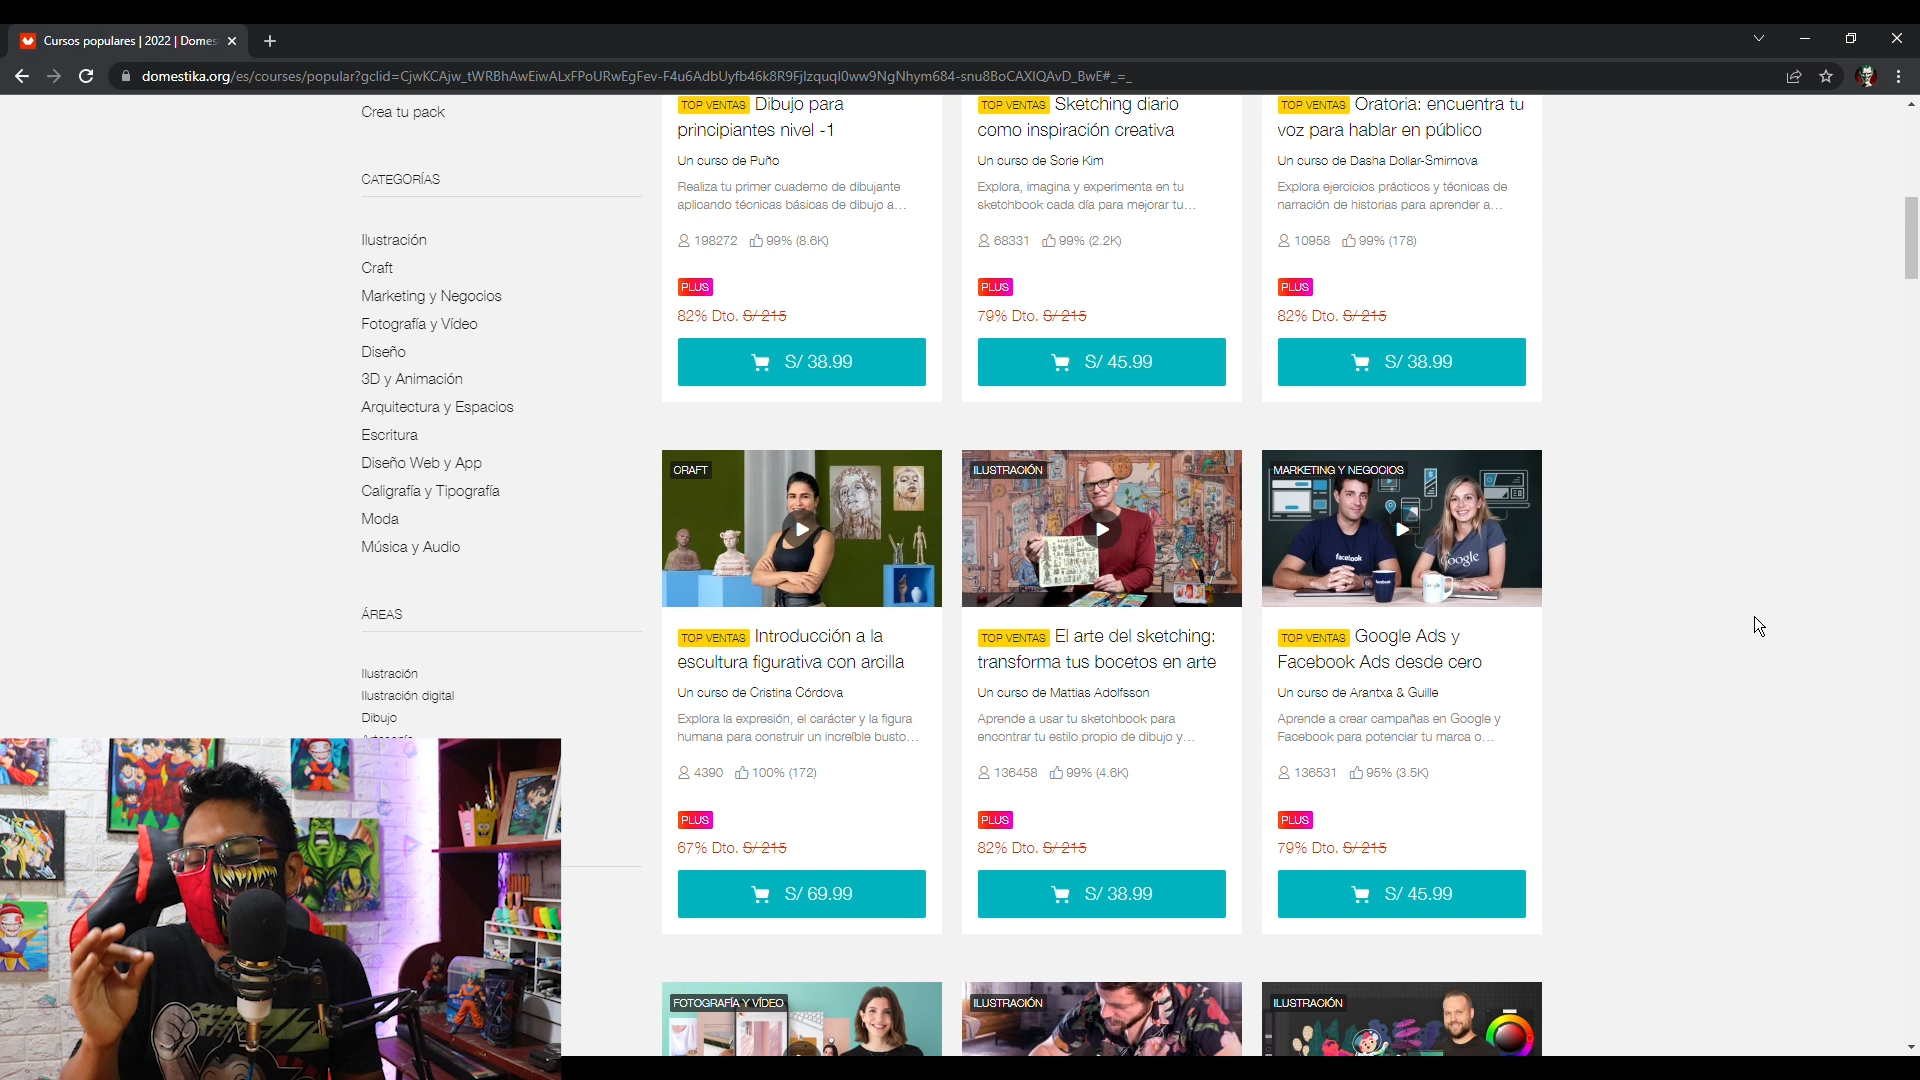 Cursos populares | 2022 | Domes
domestika.org/es/courses/popular?gclid=CjwKCAjw_tWRBhAwEiwALxFPoURwEgFev-F4u6AdbUyfb46k8R9FjIzquqI0ww9NgNhym684-snu8BoCAXIQAvD_BwE#_=_
Crea tu pack
CATEGORÍAS
Ilustración
Craft
Marketing y Negocios
Fotografía y Vídeo
Diseño
3D y Animación
Arquitectura y Espacios
Escritura
Diseño Web y App
Caligrafía y Tipografía
Moda
Música y Audio
ÁREAS
Ilustración
Ilustración digital
Dibujo
TOP VENTAS Dibujo para
principiantes nivel -1
Un curso de Puño
Realiza tu primer cuaderno de dibujante
aplicando técnicas básicas de dibujo a...
198272 99% (8.6K)
PLUS
82% Dto. S/ 215
S/ 38.99
TOP VENTAS Sketching diario
como inspiración creativa
Un curso de Sorie Kim
Explora, imagina y experimenta en tu
sketchbook cada día para mejorar tu...
68331 99% (2.2K)
PLUS
79% Dto. S/ 215
S/ 45.99
TOP VENTAS Oratoria: encuentra tu
voz para hablar en público
Un curso de Dasha Dollar-Smirnova
Explora ejercicios prácticos y técnicas de
narración de historias para aprender a...
10958 99% (178)
PLUS
82% Dto. S/ 215
S/ 38.99
CRAFT
TOP VENTAS Introducción a la
escultura figurativa con arcilla
Un curso de Cristina Córdova
Explora la expresión, el carácter y la figura
humana para construir un increíble busto...
4390 100% (172)
PLUS
67% Dto. S/ 215
S/ 69.99
ILUSTRACIÓN
TOP VENTAS El arte del sketching:
transforma tus bocetos en arte
Un curso de Mattias Adolfsson
Aprende a usar tu sketchbook para
encontrar tu estilo propio de dibujo y...
136458 99% (4.6K)
PLUS
82% Dto. S/ 215
S/ 38.99
MARKETING Y NEGOCIOS
facebook
Google
TOP VENTAS Google Ads y
Facebook Ads desde cero
Un curso de Arantxa & Guille
Aprende a crear campañas en Google y
Facebook para potenciar tu marca o...
136531 95% (3.5K)
PLUS
79% Dto. S/ 215
S/ 45.99
FOTOGRAFÍA Y VÍDEO
ILUSTRACIÓN
ILUSTRACIÓN